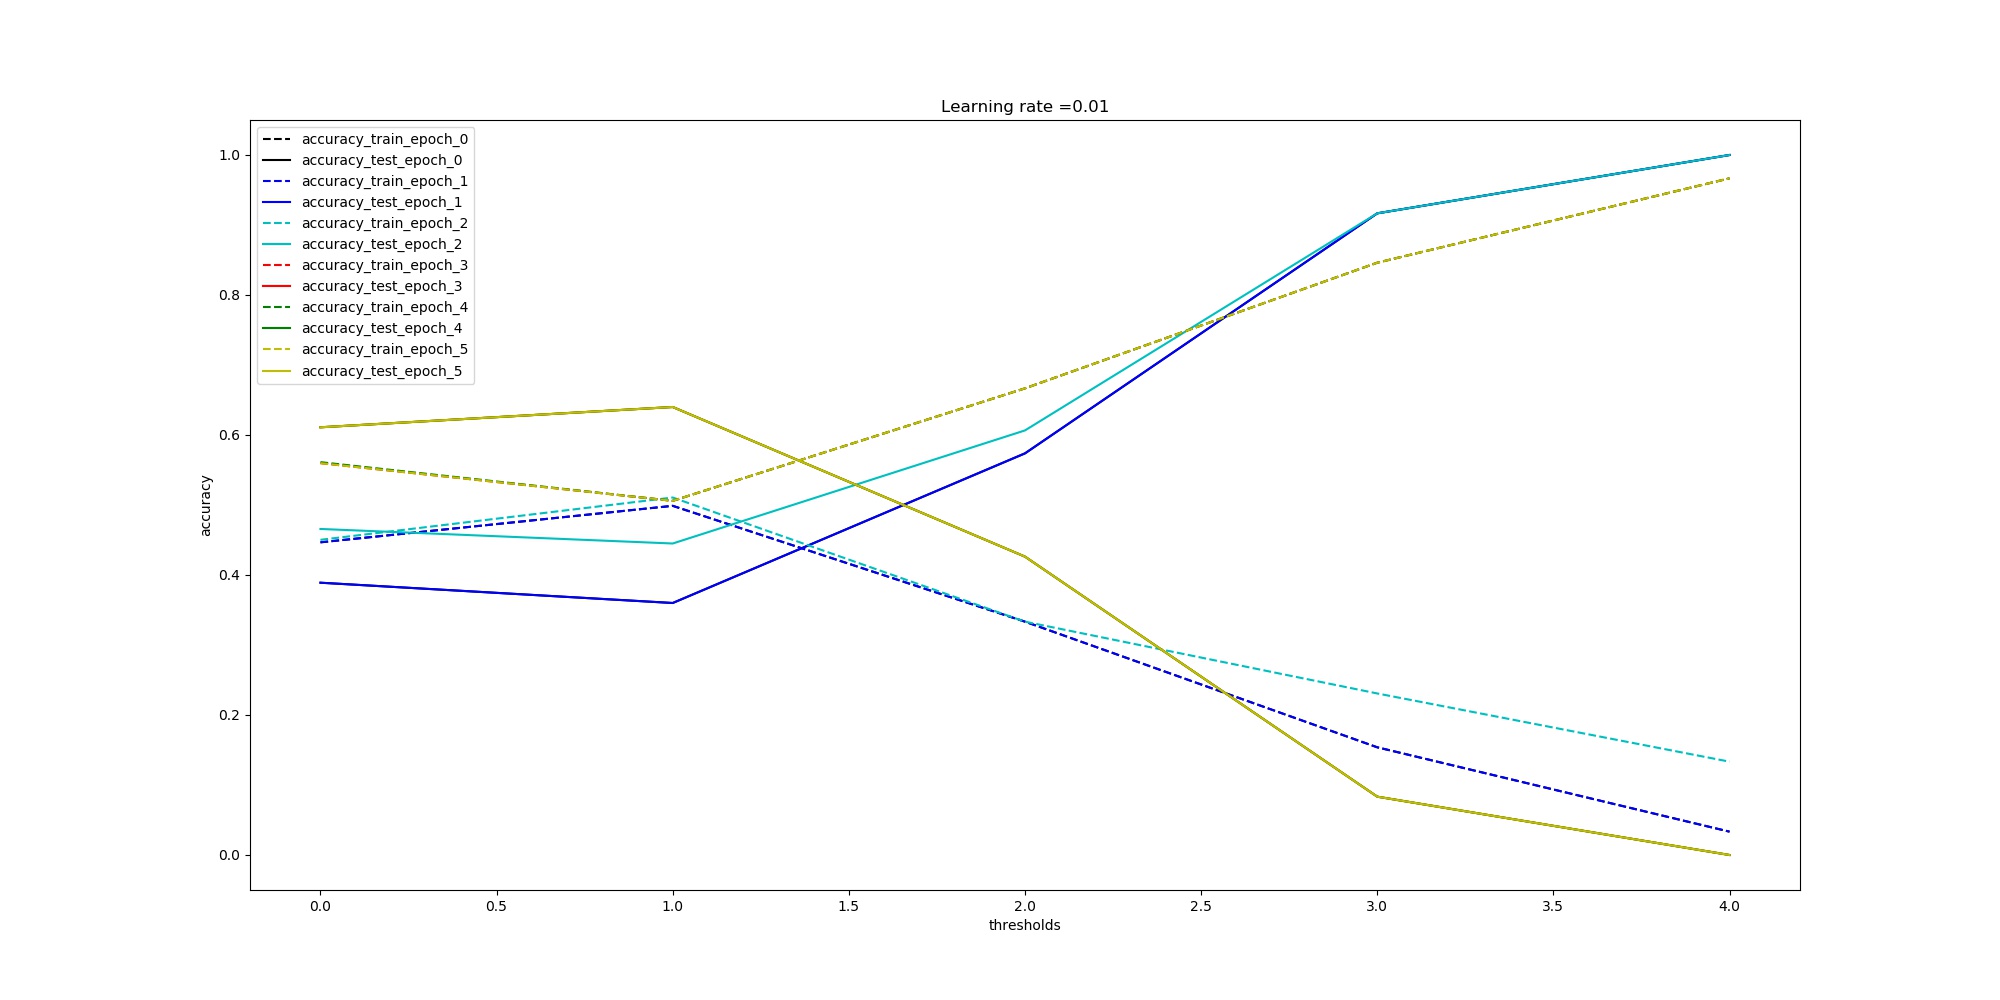 Learning rate =0.01
accuracy_train_epoch_0
accuracy_test_epoch_0
accuracy_train_epoch_1
accuracy_test_epoch_1
accuracy_train_epoch_2
accuracy_test_epoch_2
accuracy_train_epoch_3
accuracy_test_epoch_3
accuracy_train_epoch_4
accuracy_test_epoch_4
accuracy_train_epoch_5
accuracy_test_epoch_5
1.0
0.8
0.6
0.4
0.2
0.0
accuracy
0.0 0.5 1.0 1.5 2.0 2.5 3.0 3.5 4.0
thresholds